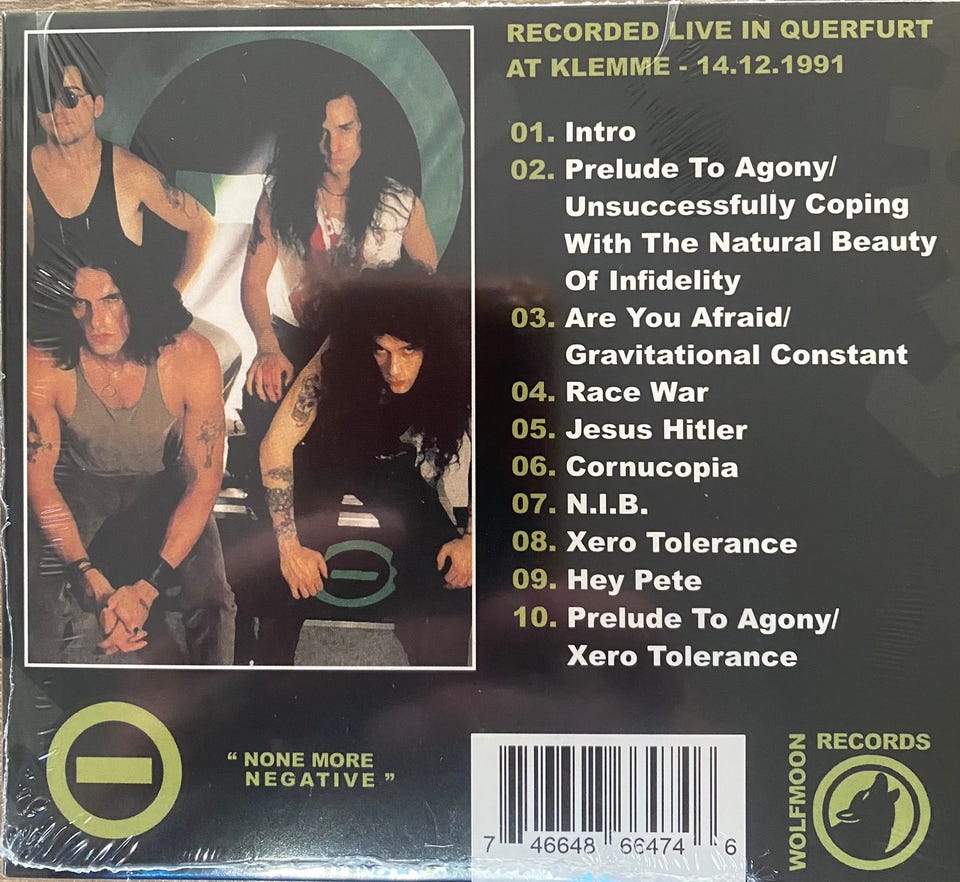 RECORDED LIVE IN QUERFURT
AT KLEMME - 14.12.1991
01. Intro
02. Prelude To Agony/
Unsuccessfully Coping
With The Natural Beauty
Of Infidelity
03. Are You Afraid/
Gravitational Constant
04. Race War
05. Jesus Hitler
06. Cornucopia
07. N.I.B.
08. Xero Tolerance
09. Hey Pete
10. Prelude To Agony/
Xero Tolerance
“ NONE MORE
NEGATIVE ”
7 46648 66474 6
WOLFMOON
RECORDS